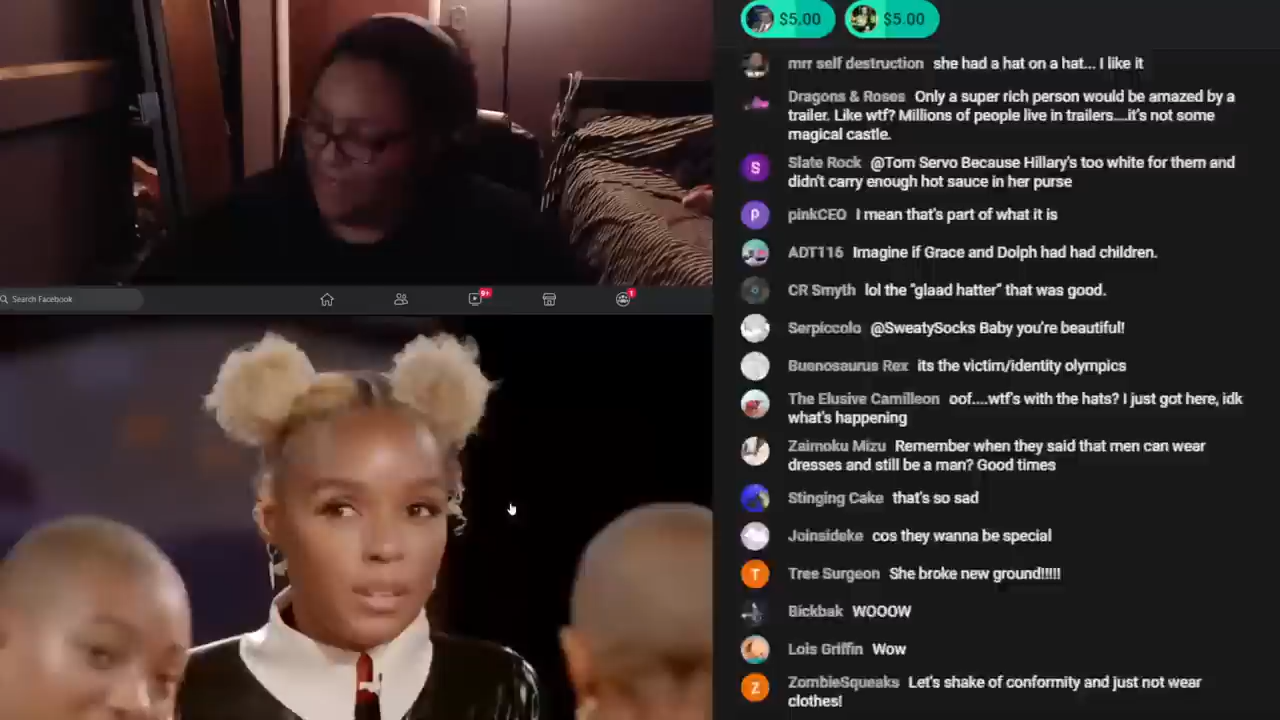 $5.00 $5.00
mrr self destruction she had a hat on a hat... I like it
Dragons & Roses Only a super rich person would be amazed by a
trailer. Like wtf? Millions of people live in trailers....it's not some
magical castle.
S Slate Rock @Tom Servo Because Hillary's too white for them and
didn't carry enough hot sauce in her purse
P pinkCEO I mean that's part of what it is
ADT116 Imagine if Grace and Dolph had had children.
CR Smyth lol the "glaad hatter" that was good.
Search Facebook 9+ 1
Serpiccolo @SweatySocks Baby you're beautiful!
Buenosaurus Rex its the victim/identity olympics
The Elusive Camilleon oof....wtf's with the hats? I just got here, idk
what's happening
Zaimoku Mizu Remember when they said that men can wear
dresses and still be a man? Good times
Stinging Cake that's so sad
Joinsideke cos they wanna be special
T Tree Surgeon She broke new ground!!!!!
Bickbak WOOOW
Lois Griffin Wow
Z ZombieSqueaks Let's shake of conformity and just not wear
clothes!